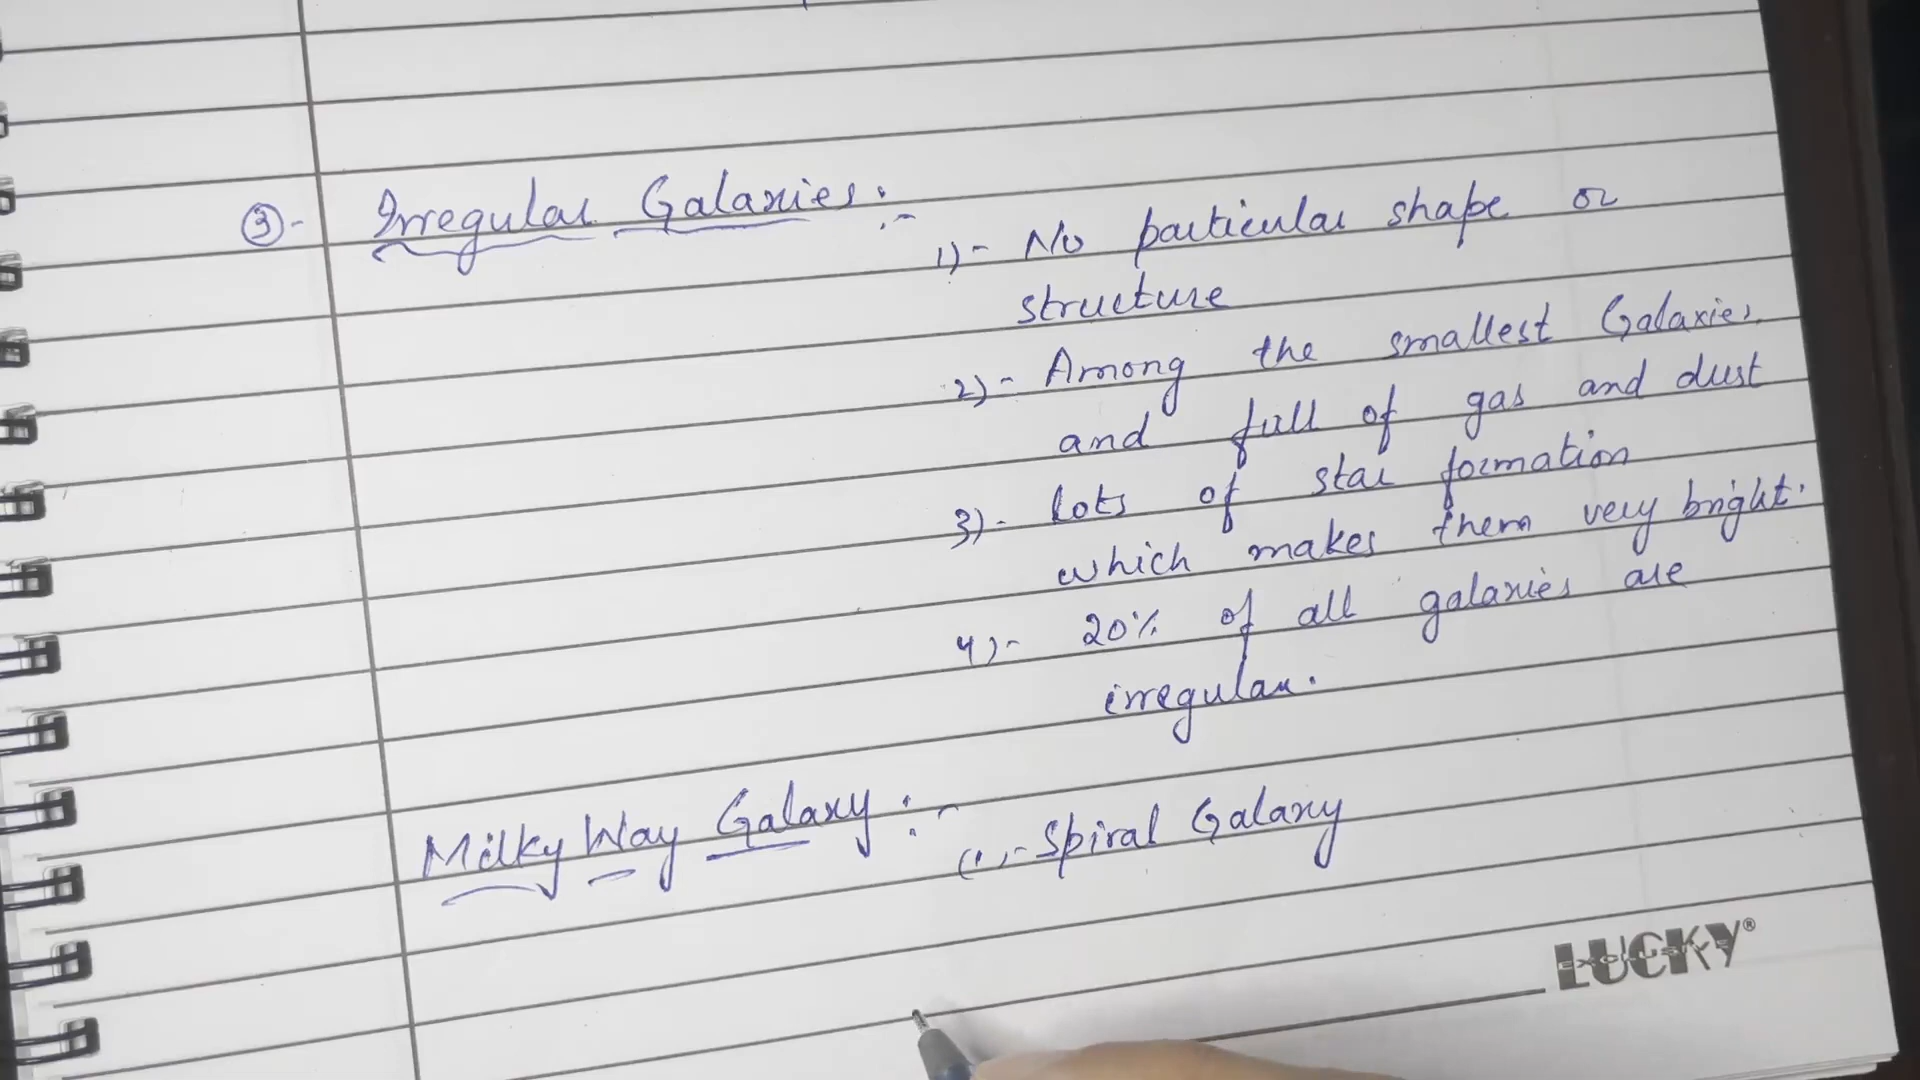 ③- Irregular Galaxies:-
1)- No particular shape or
structure
2)- Among the smallest Galaxies
and full of gas and dust
3)- Lots of star formation
which makes them very bright.
4)- 20% of all galaxies are
irregular.
Milky Way Galaxy:- (1)- Spiral Galaxy
LUCKY®